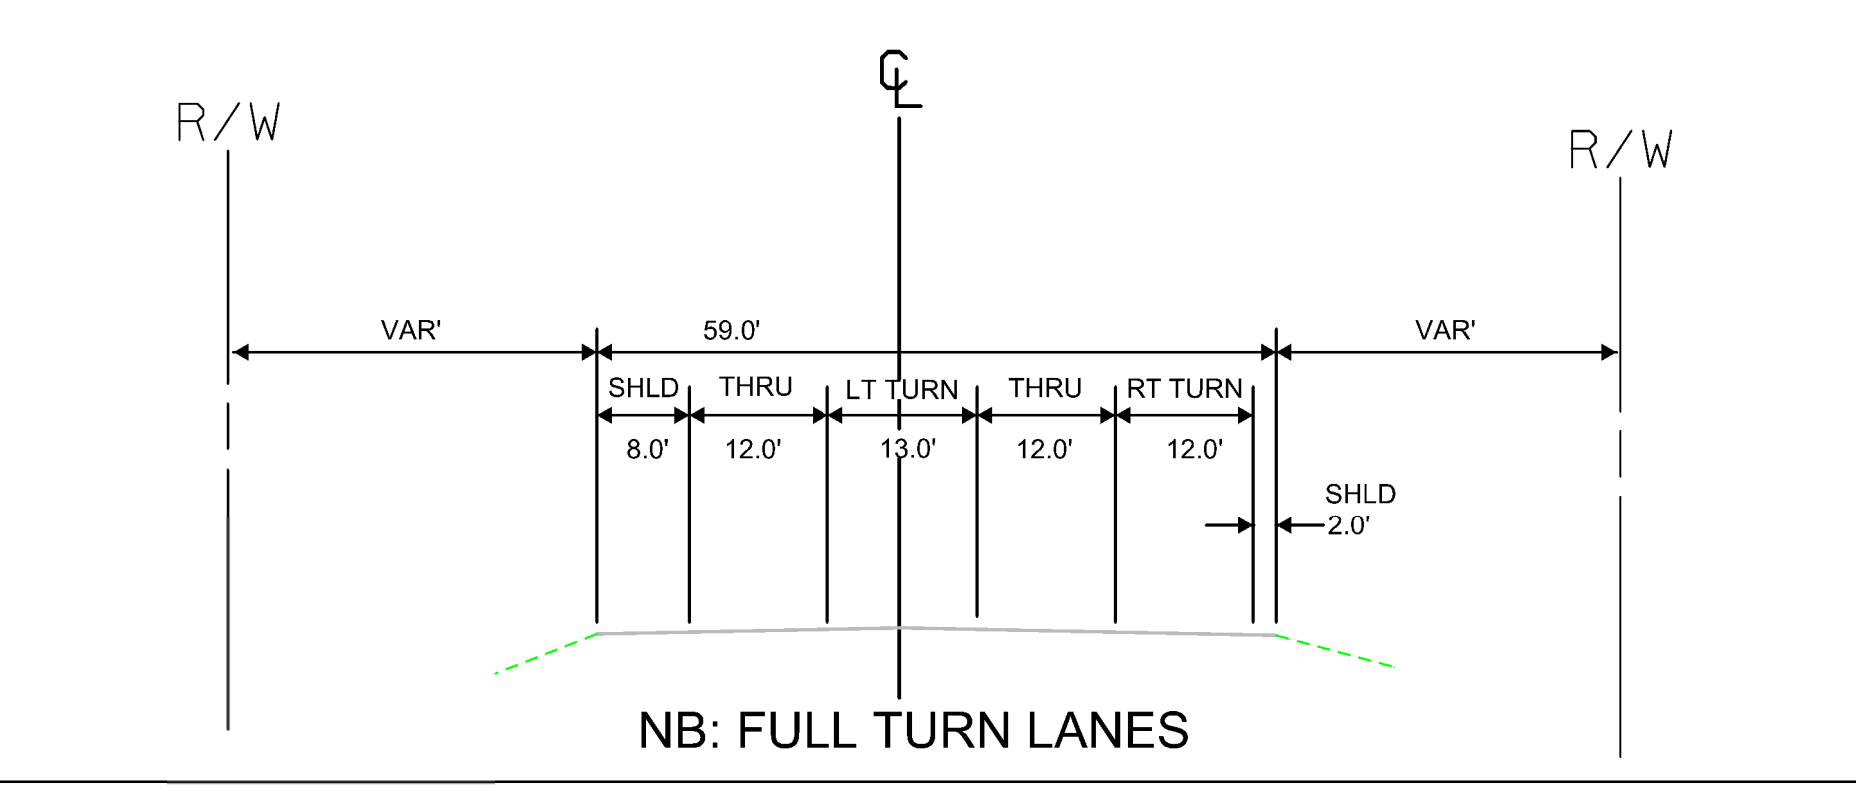 ℄
R/W
R/W
VAR'
59.0'
VAR'
SHLD
THRU
LT TURN
THRU
RT TURN
8.0'
12.0'
13.0'
12.0'
12.0'
SHLD
2.0'
NB: FULL TURN LANES